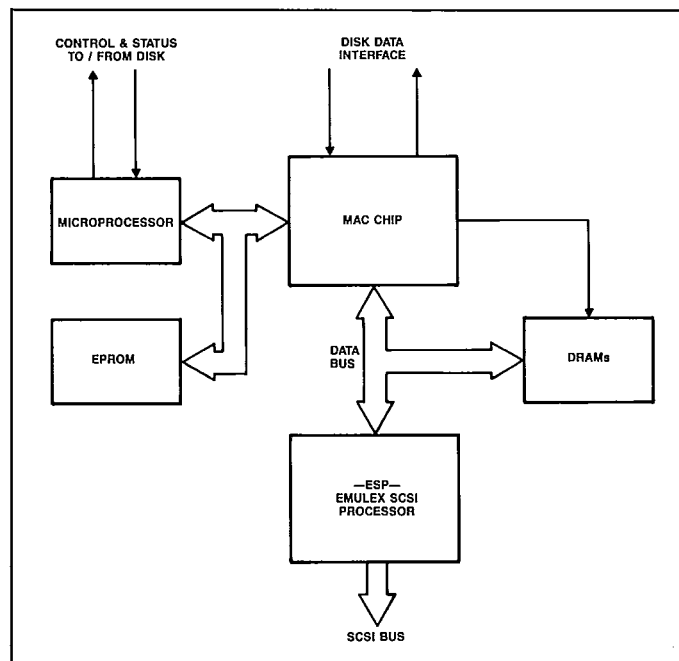 CONTROL & STATUS
TO / FROM DISK
DISK DATA
INTERFACE
MICROPROCESSOR
MAC CHIP
EPROM
DATA
BUS
DRAMs
—ESP—
EMULEX SCSI
PROCESSOR
SCSI BUS